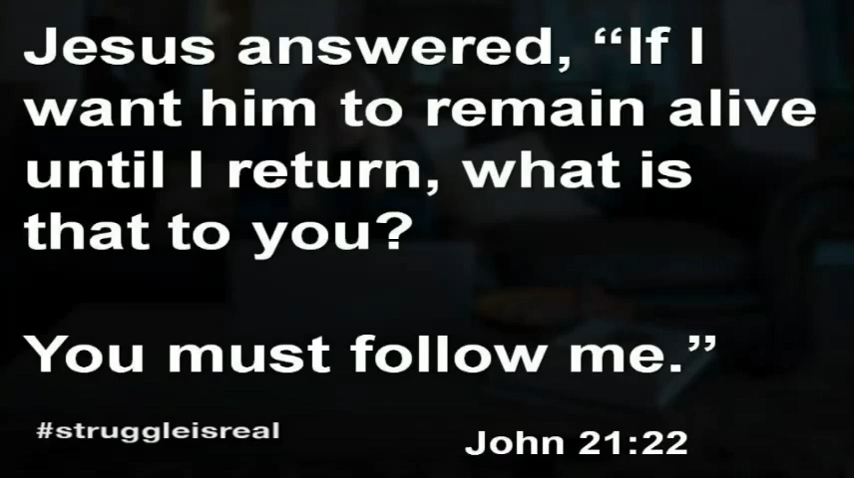 Jesus answered, “If I
want him to remain alive
until I return, what is
that to you?
You must follow me.”
#struggleisreal
John 21:22